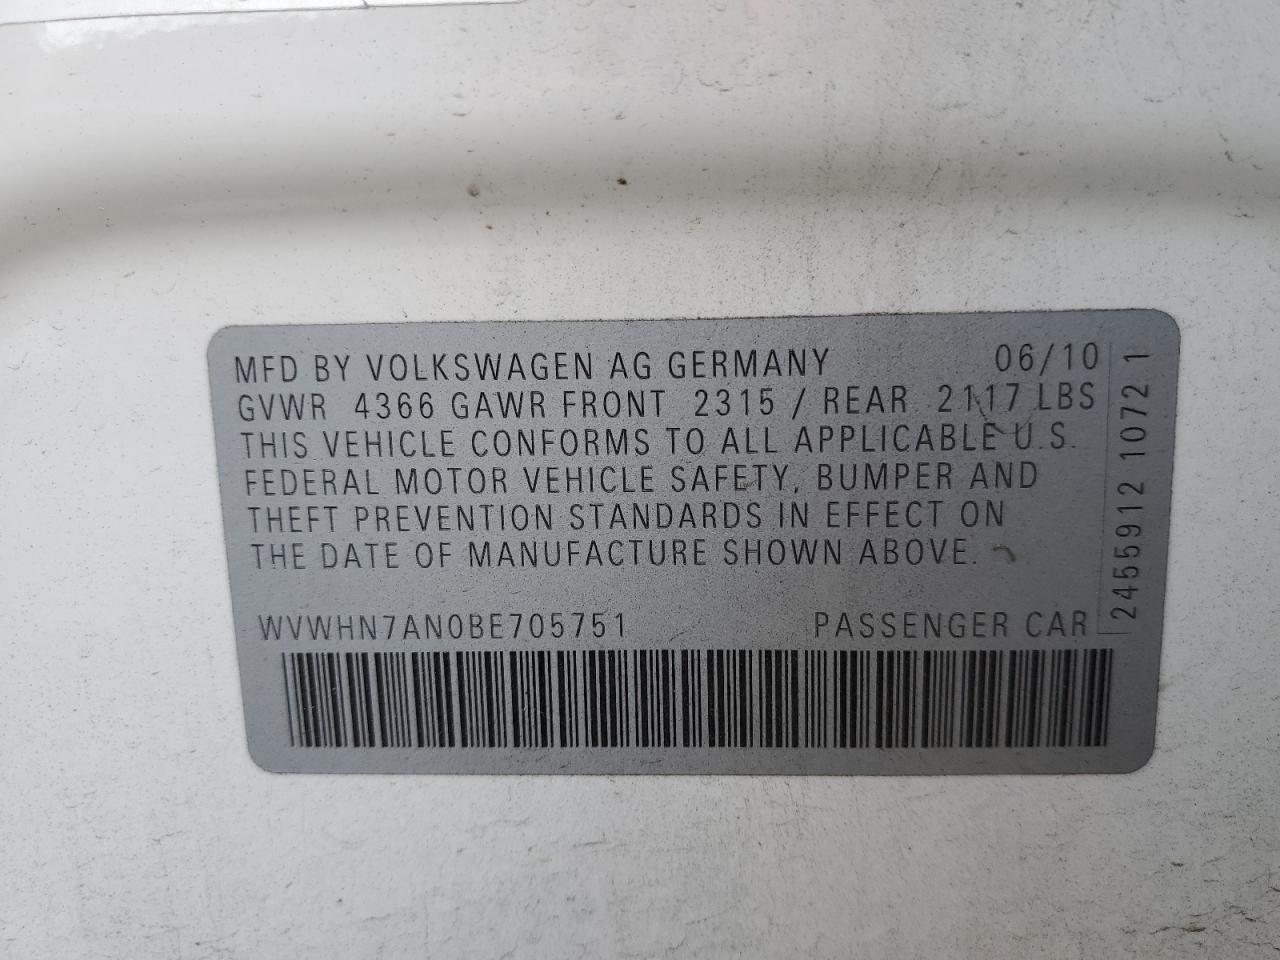 MFD BY VOLKSWAGEN AG GERMANY 06/10
GVWR 4366 GAWR FRONT 2315 / REAR 2117 LBS
THIS VEHICLE CONFORMS TO ALL APPLICABLE U.S.
FEDERAL MOTOR VEHICLE SAFETY, BUMPER AND
THEFT PREVENTION STANDARDS IN EFFECT ON
THE DATE OF MANUFACTURE SHOWN ABOVE.
WVWHN7AN0BE705751 PASSENGER CAR
2455912 1072 1